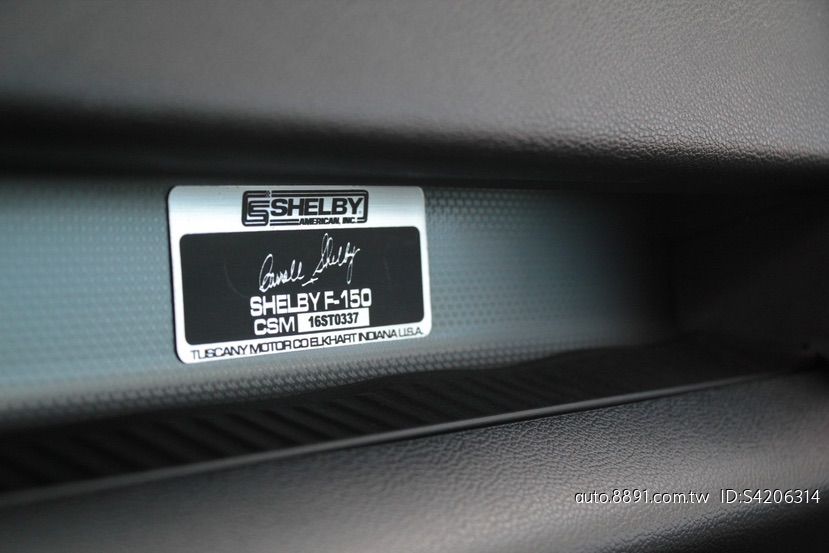 SHELBY
AMERICAN, INC.
Carroll Shelby
SHELBY F-150
CSM 16ST0337
TUSCANY MOTOR CO ELKHART INDIANA U.S.A.
auto.8891.com.tw ID:S4206314